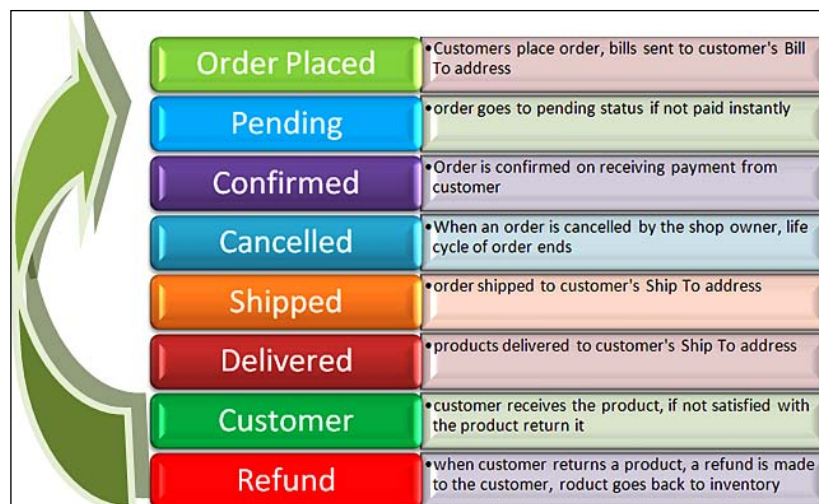 Order Placed
•Customers place order, bills sent to customer's Bill
To address
Pending
•order goes to pending status if not paid instantly
Confirmed
•Order is confirmed on receiving payment from
customer
Cancelled
•When an order is cancelled by the shop owner, life
cycle of order ends
Shipped
•order shipped to customer's Ship To address
Delivered
•products delivered to customer's Ship To address
Customer
•customer receives the product, if not satisfied with
the product return it
Refund
•when customer returns a product, a refund is made
to the customer, roduct goes back to inventory